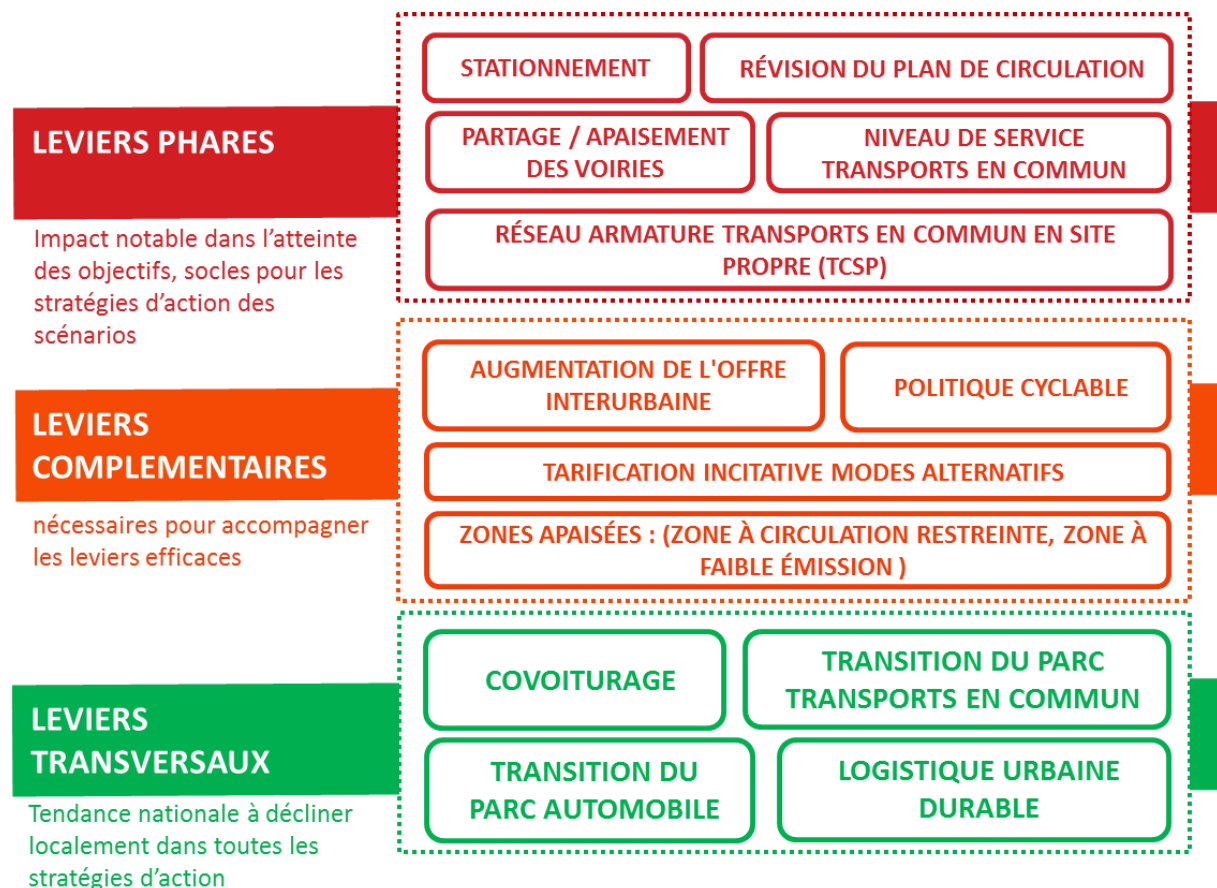 LEVIERS PHARES
Impact notable dans l’atteinte
des objectifs, socles pour les
stratégies d’action des
scénarios
STATIONNEMENT
RÉVISION DU PLAN DE CIRCULATION
PARTAGE / APAISEMENT
DES VOIRIES
NIVEAU DE SERVICE
TRANSPORTS EN COMMUN
RÉSEAU ARMATURE TRANSPORTS EN COMMUN EN SITE
PROPRE (TCSP)
LEVIERS
COMPLEMENTAIRES
nécessaires pour accompagner
les leviers efficaces
AUGMENTATION DE L'OFFRE
INTERURBAINE
POLITIQUE CYCLABLE
TARIFICATION INCITATIVE MODES ALTERNATIFS
ZONES APAISÉES : (ZONE À CIRCULATION RESTREINTE, ZONE À
FAIBLE ÉMISSION )
LEVIERS
TRANSVERSAUX
Tendance nationale à décliner
localement dans toutes les
stratégies d’action
COVOITURAGE
TRANSITION DU PARC
TRANSPORTS EN COMMUN
TRANSITION DU
PARC AUTOMOBILE
LOGISTIQUE URBAINE
DURABLE